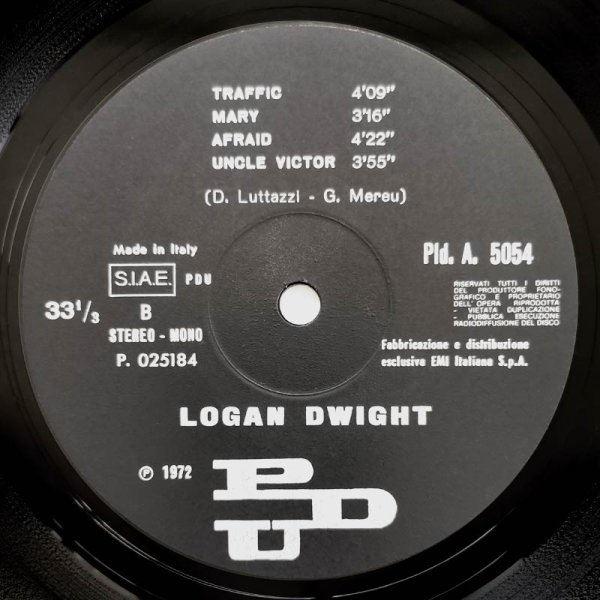 TRAFFIC 4'09"
MARY 3'16"
AFRAID 4'22"
UNCLE VICTOR 3'55"
(D. Luttazzi - G. Mereu)
Made in Italy
S.I.A.E. PDU
33 1/3 B
STEREO - MONO
P. 025184
Pld. A. 5054
RISERVATI TUTTI I DIRITTI
DEL PRODUTTORE FONO-
GRAFICO E PROPRIETARIO
DELL'OPERA RIPRODOTTA
- VIETATA DUPLICAZIONE
- PUBBLICA ESECUZIONE
RADIODIFFUSIONE DEL DISCO
Fabbricazione e distribuzione
esclusiva EMI Italiana S.p.A.
LOGAN DWIGHT
℗ 1972
PDU